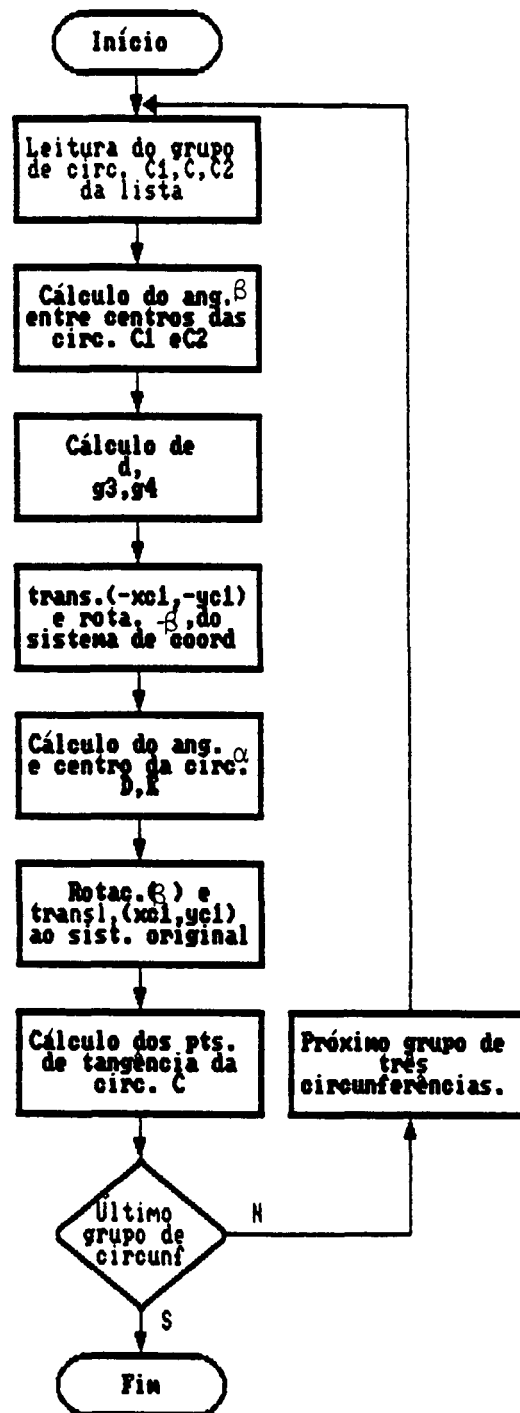 Início
Leitura do grupo
de circ. C1,C,C2
da lista
Cálculo do ang. β
entre centros das
circ. C1 eC2
Cálculo de
d,
g3,g4
trans.(-xc1,-yc1)
e rota. -β ,do
sistema de coord
Cálculo do ang. α
e centro da circ.
D,K
Rotac.(β) e
transl.(xc1,yc1)
ao sist. original
Cálculo dos pts.
de tangência da
circ. C
Próximo grupo de
três
circunferências.
Último
grupo de
circunf
N
S
Fim